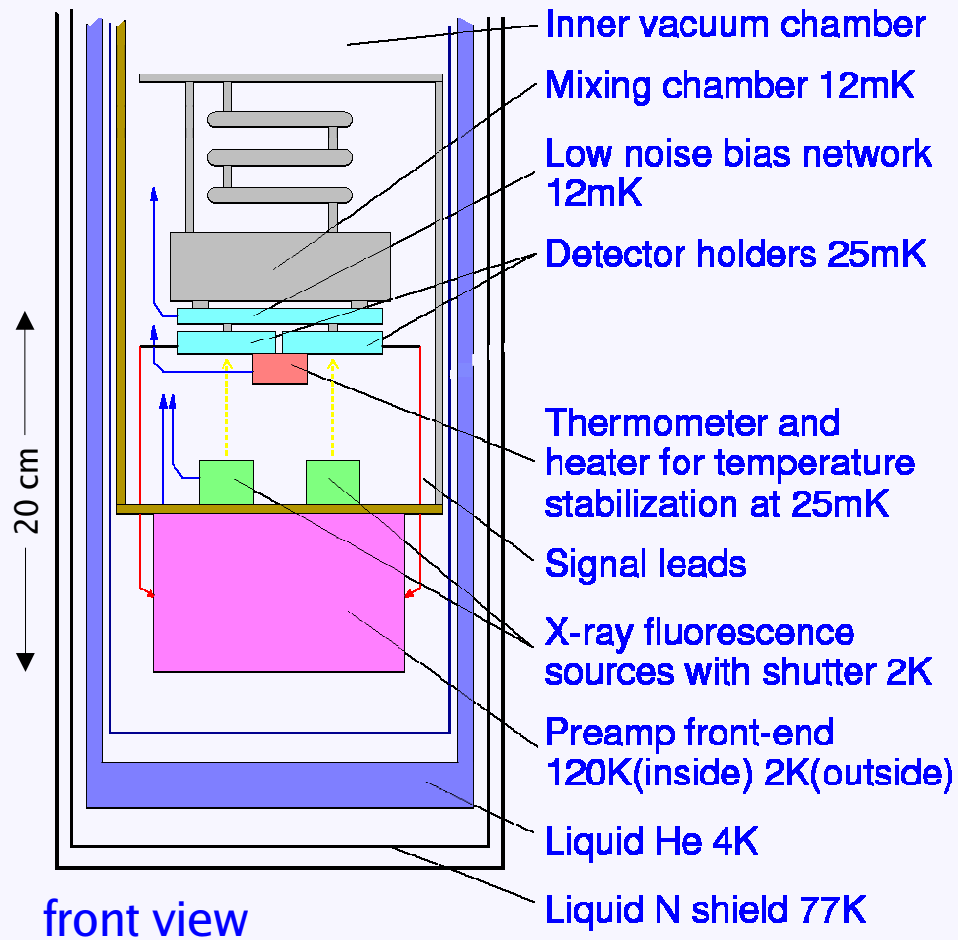 Inner vacuum chamber
Mixing chamber 12mK
Low noise bias network
12mK
Detector holders 25mK
Thermometer and
heater for temperature
stabilization at 25mK
Signal leads
X-ray fluorescence
sources with shutter 2K
Preamp front-end
120K(inside) 2K(outside)
Liquid He 4K
Liquid N shield 77K
20 cm
front view